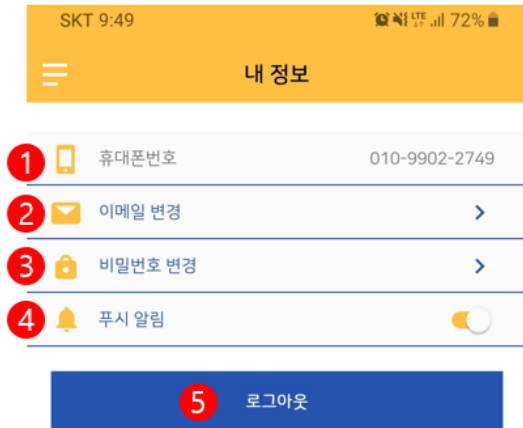 SKT 9:49 LTE 72%
내 정보
1 휴대폰번호 010-9902-2749
2 이메일 변경
3 비밀번호 변경
4 푸시 알림
5 로그아웃